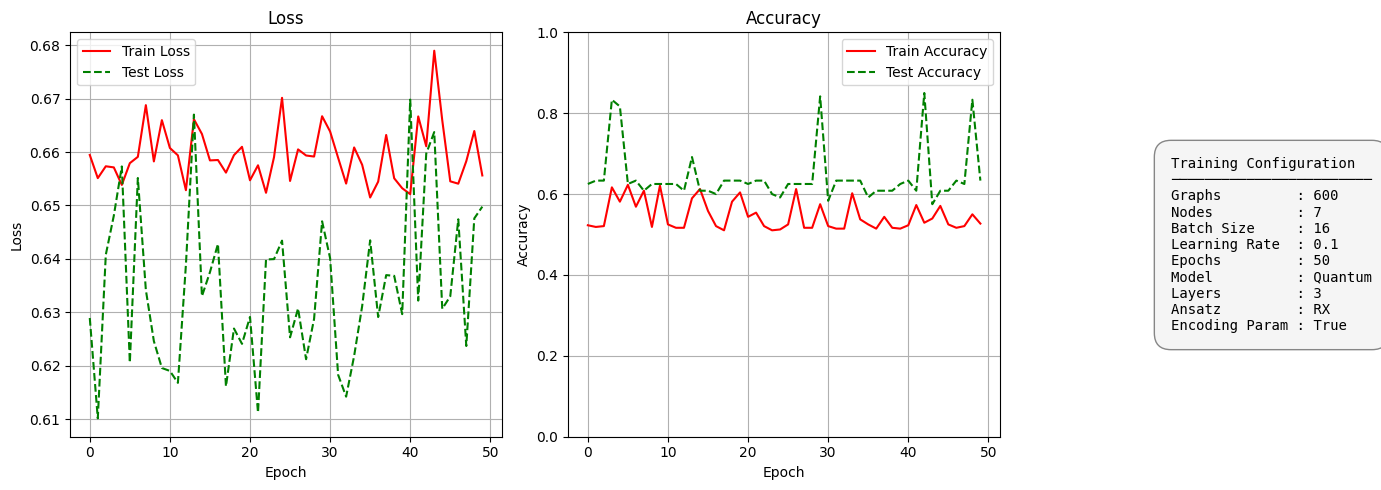 Loss
Train Loss
Test Loss
0.68
0.67
0.66
0.65
0.64
0.63
0.62
0.61
Loss
0 10 20 30 40 50
Epoch
Accuracy
Train Accuracy
Test Accuracy
1.0
0.8
0.6
0.4
0.2
0.0
Accuracy
0 10 20 30 40 50
Epoch
Training Configuration
Graphs : 600
Nodes : 7
Batch Size : 16
Learning Rate : 0.1
Epochs : 50
Model : Quantum
Layers : 3
Ansatz : RX
Encoding Param : True